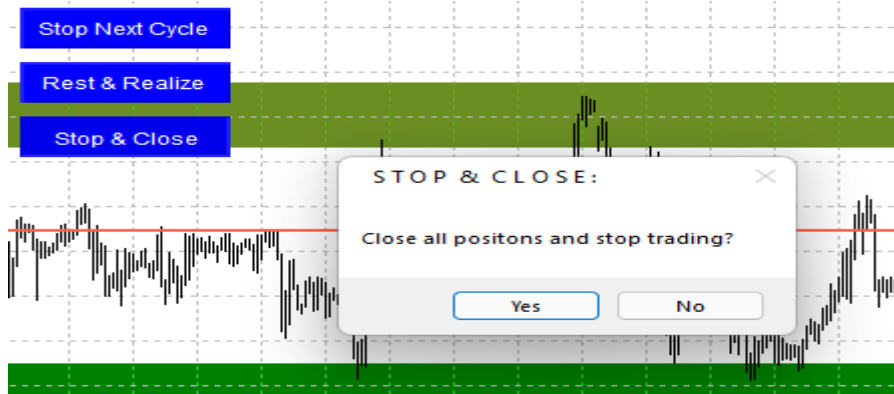 Stop Next Cycle
Rest & Realize
Stop & Close
STOP & CLOSE:
Close all positons and stop trading?
Yes No